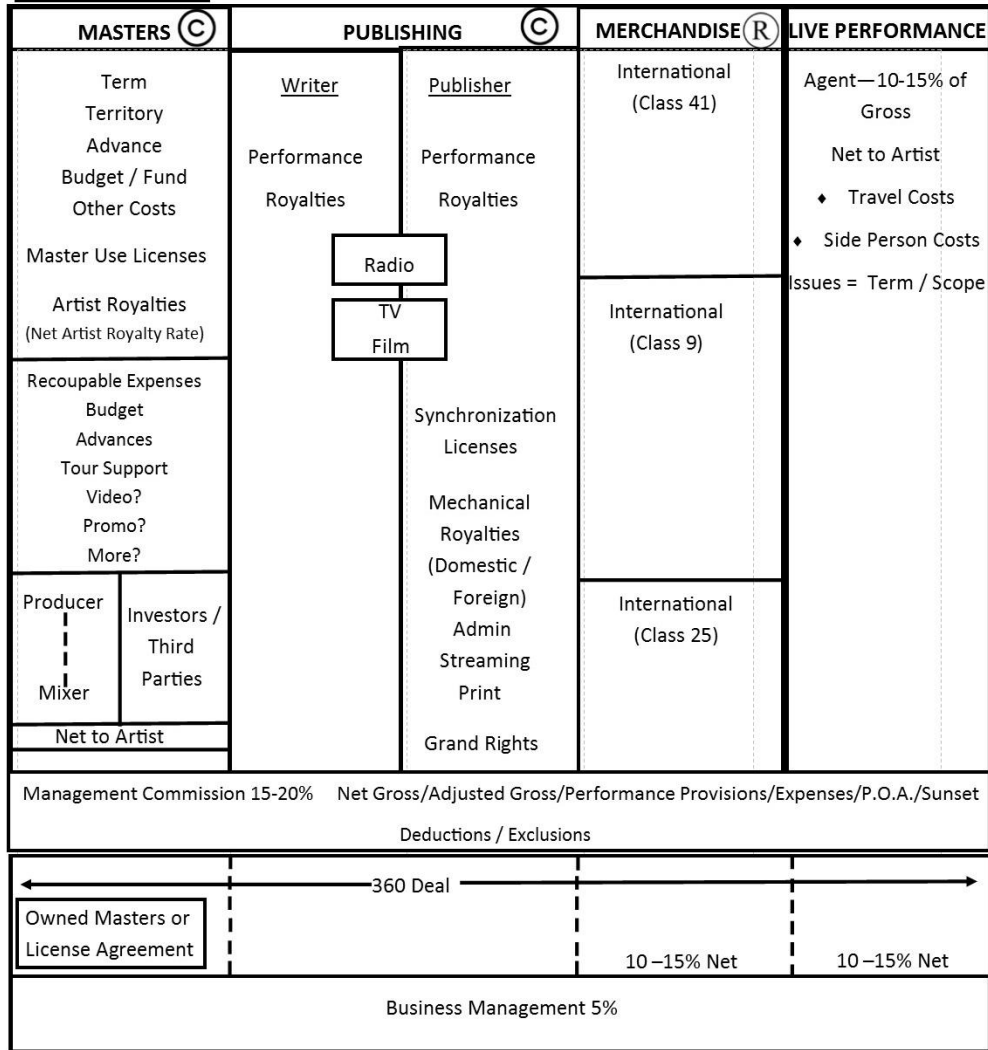 MASTERS ©
PUBLISHING ©
MERCHANDISE ®
LIVE PERFORMANCE
Term
Territory
Advance
Budget / Fund
Other Costs
Master Use Licenses
Artist Royalties
(Net Artist Royalty Rate)
Recoupable Expenses
Budget
Advances
Tour Support
Video?
Promo?
More?
Producer
Mixer
Investors /
Third
Parties
Net to Artist
Writer
Performance
Royalties
Publisher
Performance
Royalties
Radio
TV
Film
Synchronization
Licenses
Mechanical
Royalties
(Domestic /
Foreign)
Admin
Streaming
Print
Grand Rights
International
(Class 41)
International
(Class 9)
International
(Class 25)
Agent—10-15% of
Gross
Net to Artist
♦ Travel Costs
♦ Side Person Costs
Issues = Term / Scope
Management Commission 15-20% Net Gross/Adjusted Gross/Performance Provisions/Expenses/P.O.A./Sunset
Deductions / Exclusions
360 Deal
Owned Masters or
License Agreement
10 –15% Net
10 –15% Net
Business Management 5%